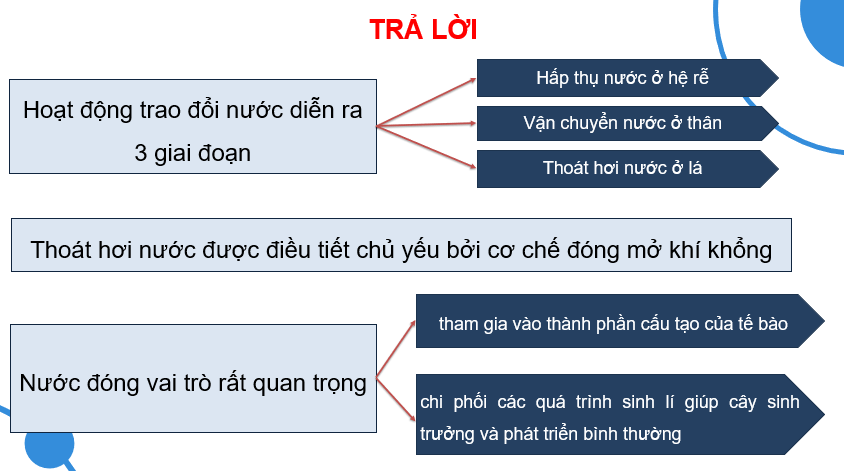 TRẢ LỜI
Hoạt động trao đổi nước diễn ra
3 giai đoạn
Hấp thụ nước ở hệ rễ
Vận chuyển nước ở thân
Thoát hơi nước ở lá
Thoát hơi nước được điều tiết chủ yếu bởi cơ chế đóng mở khí khổng
Nước đóng vai trò rất quan trọng
tham gia vào thành phần cấu tạo của tế bào
chi phối các quá trình sinh lí giúp cây sinh
trưởng và phát triển bình thường